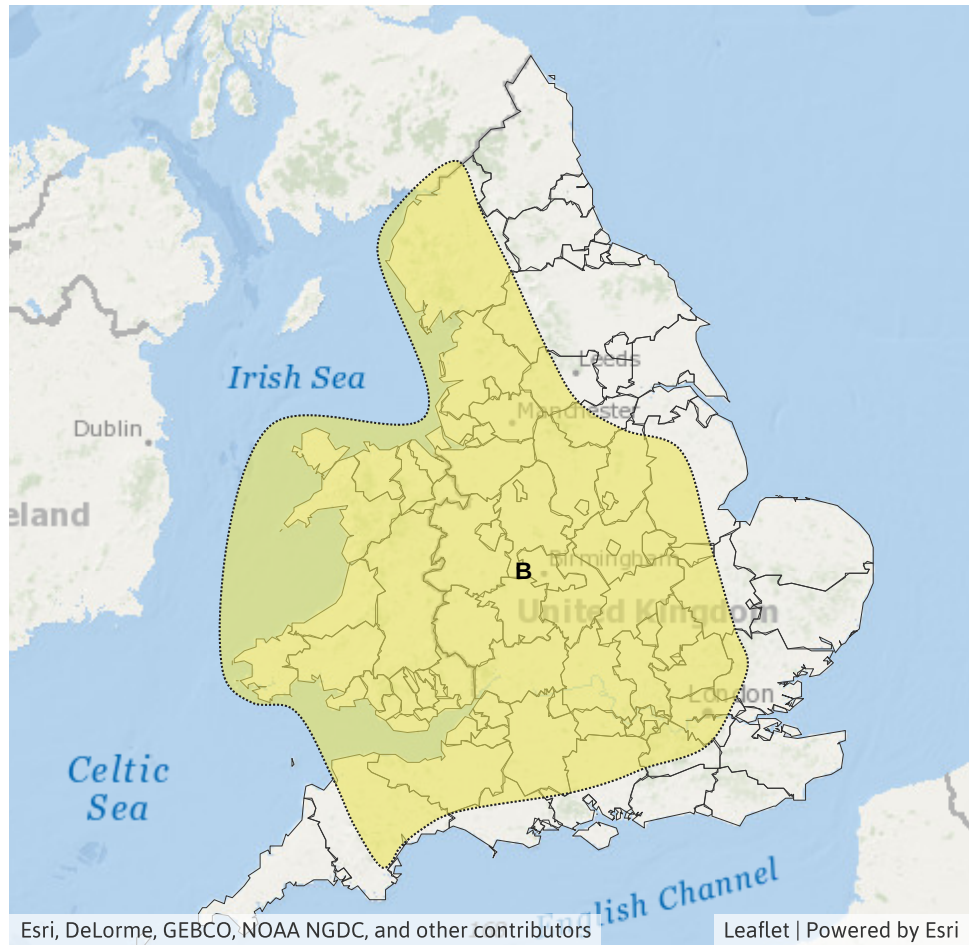 Leeds
Irish Sea
Manchester
Dublin
eland
Birmingham
B
United Kingdom
London
Celtic
Sea
English Channel
Esri, DeLorme, GEBCO, NOAA NGDC, and other contributors
Leaflet | Powered by Esri